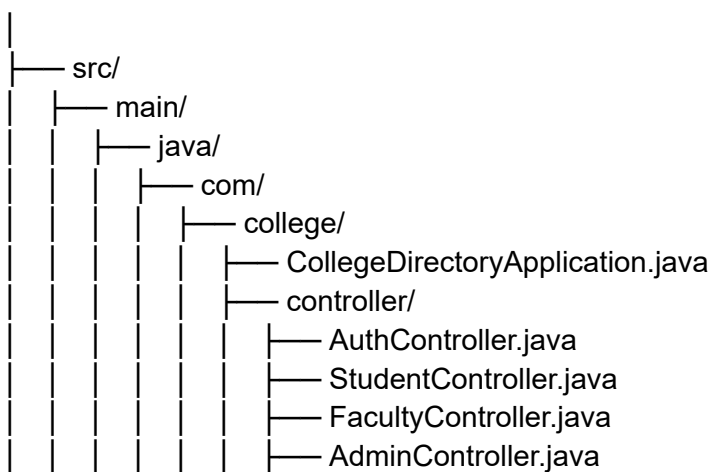 src/
main/
java/
com/
college/
CollegeDirectoryApplication.java
controller/
AuthController.java
StudentController.java
FacultyController.java
AdminController.java